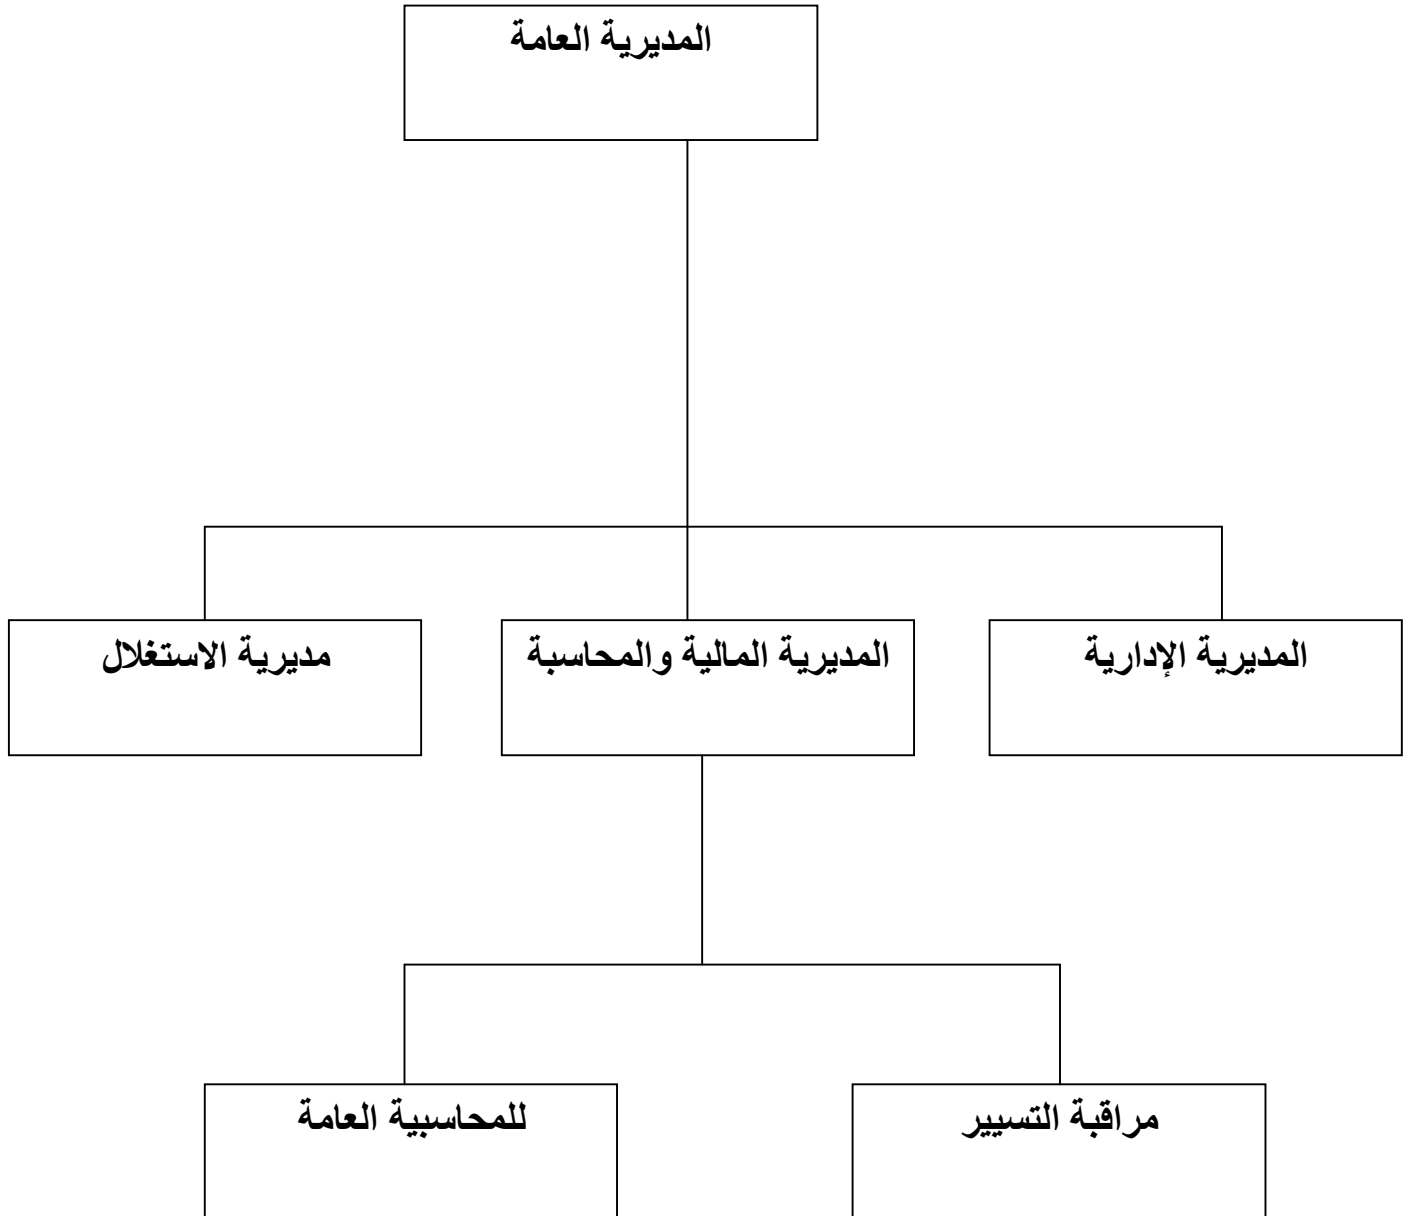 المديرية العامة
المديرية الإدارية
المديرية المالية والمحاسبة
مديرية الاستغلال
مراقبة التسيير
للمحاسبية العامة